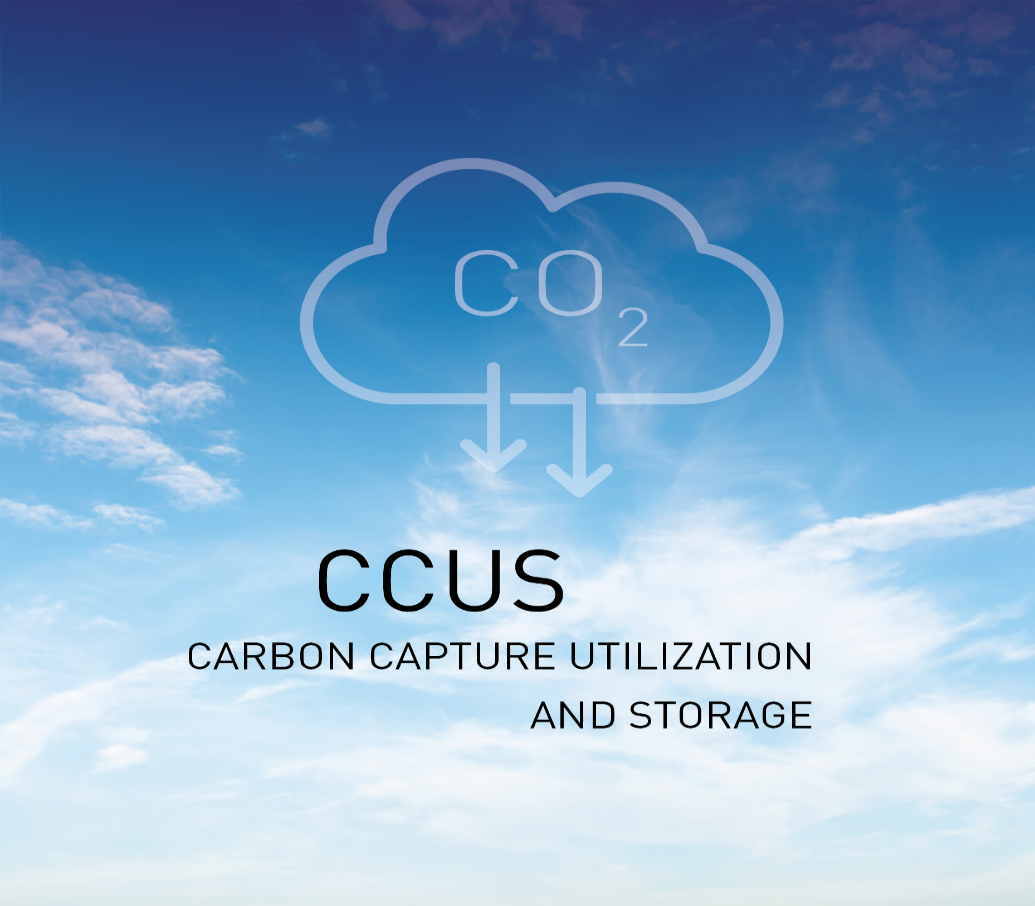 CO₂
CCUS
CARBON CAPTURE UTILIZATION
AND STORAGE